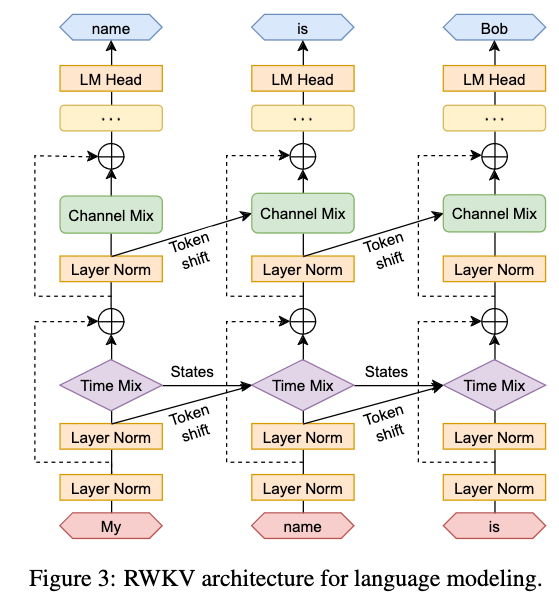 name is Bob
LM Head LM Head LM Head
... ... ...
Channel Mix Channel Mix Channel Mix
Token shift Token shift
Layer Norm Layer Norm Layer Norm
States States
Time Mix Time Mix Time Mix
Token shift Token shift
Layer Norm Layer Norm Layer Norm
Layer Norm Layer Norm Layer Norm
My name is
Figure 3: RWKV architecture for language modeling.